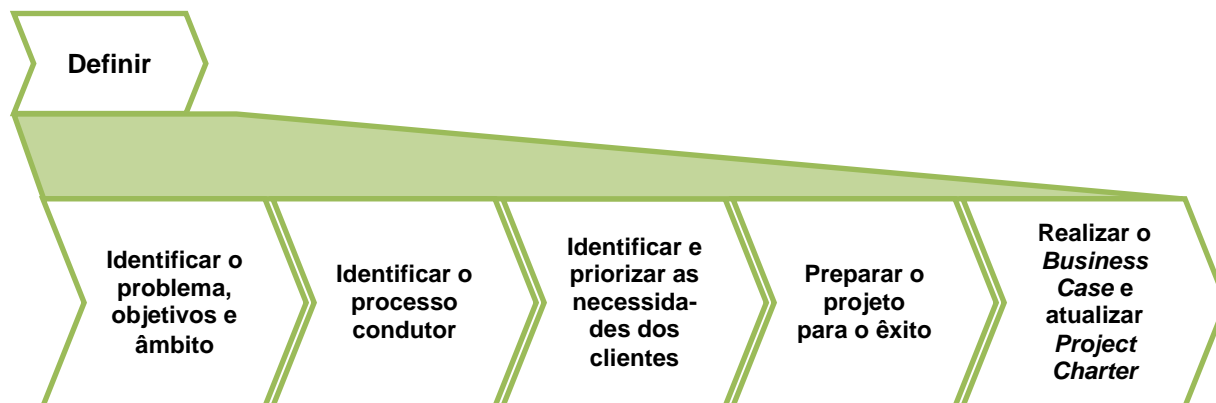 Definir
Identificar o
problema,
objetivos e
âmbito
Identificar o
processo
condutor
Identificar e
priorizar as
necessida-
des dos
clientes
Preparar o
projeto
para o êxito
Realizar o
Business
Case e
atualizar
Project
Charter